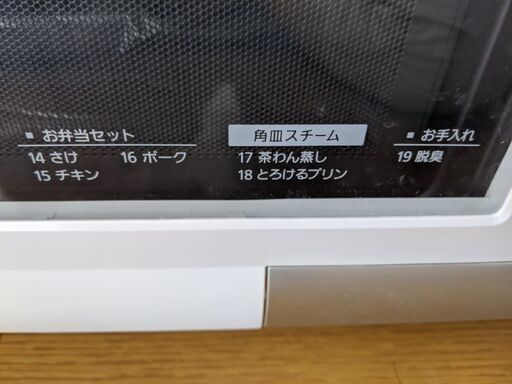 ▪ お弁当セット
14 さけ 16 ポーク
15 チキン
角皿スチーム
17 茶わん蒸し
18 とろけるプリン
▪ お手入れ
19 脱臭